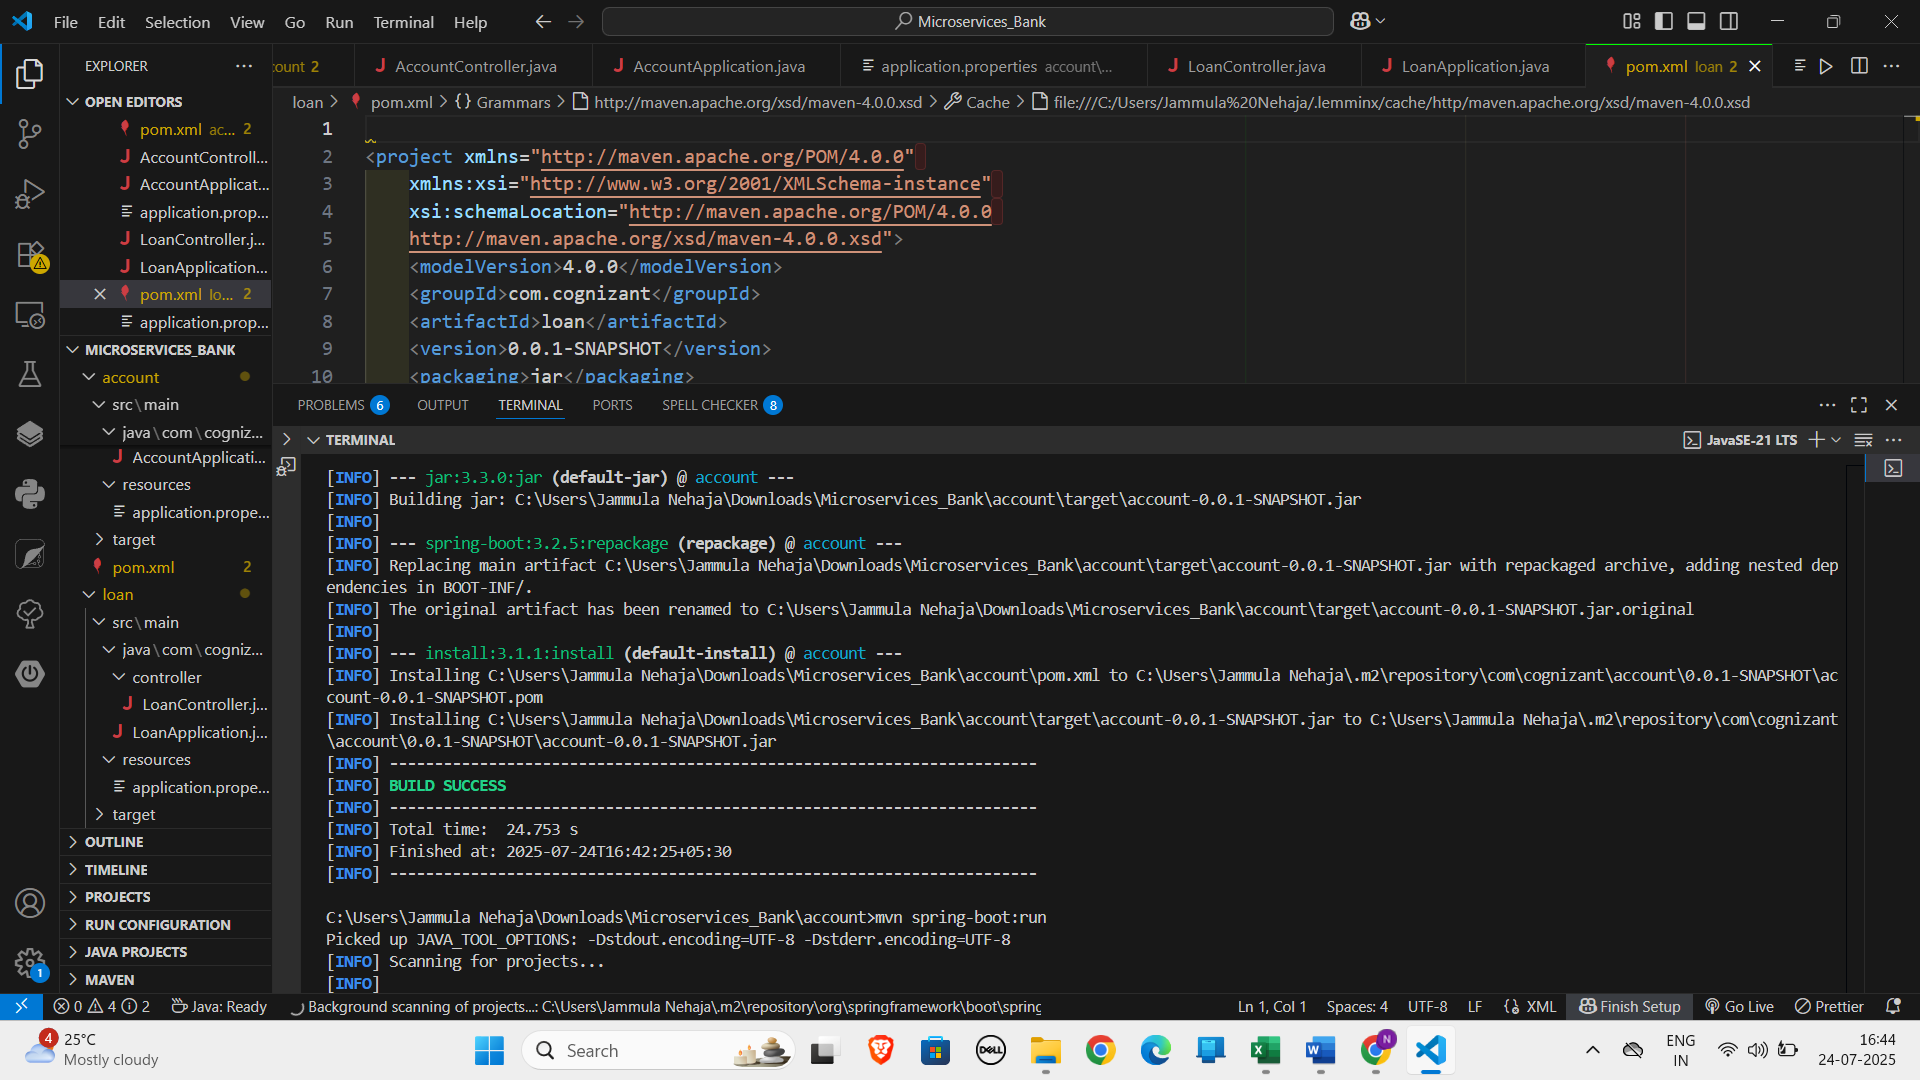 File Edit Selection View Go Run Terminal Help
Microservices_Bank
EXPLORER
ount 2
AccountController.java
AccountApplication.java
application.properties account\...
LoanController.java
LoanApplication.java
pom.xml loan 2
loan > pom.xml > {} Grammars > http://maven.apache.org/xsd/maven-4.0.0.xsd > Cache > file:///C:/Users/Jammula%20Nehaja/.lemminx/cache/http/maven.apache.org/xsd/maven-4.0.0.xsd
OPEN EDITORS
pom.xml ac... 2
AccountControll...
AccountApplicat...
application.prop...
LoanController.j...
LoanApplication...
pom.xml lo... 2
application.prop...
MICROSERVICES_BANK
account
src\main
java\com\cogniz...
AccountApplicati...
resources
application.prope...
target
pom.xml 2
loan
src\main
java\com\cogniz...
controller
LoanController.j...
LoanApplication.j...
resources
application.prope...
target
OUTLINE
TIMELINE
PROJECTS
RUN CONFIGURATION
JAVA PROJECTS
MAVEN
1
2 <project xmlns="http://maven.apache.org/POM/4.0.0"
3 xmlns:xsi="http://www.w3.org/2001/XMLSchema-instance"
4 xsi:schemaLocation="http://maven.apache.org/POM/4.0.0
5 http://maven.apache.org/xsd/maven-4.0.0.xsd">
6 <modelVersion>4.0.0</modelVersion>
7 <groupId>com.cognizant</groupId>
8 <artifactId>loan</artifactId>
9 <version>0.0.1-SNAPSHOT</version>
10 <packaging>jar</packaging>
PROBLEMS 6 OUTPUT TERMINAL PORTS SPELL CHECKER 8
TERMINAL
JavaSE-21 LTS
[INFO] --- jar:3.3.0:jar (default-jar) @ account ---
[INFO] Building jar: C:\Users\Jammula Nehaja\Downloads\Microservices_Bank\account\target\account-0.0.1-SNAPSHOT.jar
[INFO]
[INFO] --- spring-boot:3.2.5:repackage (repackage) @ account ---
[INFO] Replacing main artifact C:\Users\Jammula Nehaja\Downloads\Microservices_Bank\account\target\account-0.0.1-SNAPSHOT.jar with repackaged archive, adding nested dep
endencies in BOOT-INF/.
[INFO] The original artifact has been renamed to C:\Users\Jammula Nehaja\Downloads\Microservices_Bank\account\target\account-0.0.1-SNAPSHOT.jar.original
[INFO]
[INFO] --- install:3.1.1:install (default-install) @ account ---
[INFO] Installing C:\Users\Jammula Nehaja\Downloads\Microservices_Bank\account\pom.xml to C:\Users\Jammula Nehaja\.m2\repository\com\cognizant\account\0.0.1-SNAPSHOT\ac
count-0.0.1-SNAPSHOT.pom
[INFO] Installing C:\Users\Jammula Nehaja\Downloads\Microservices_Bank\account\target\account-0.0.1-SNAPSHOT.jar to C:\Users\Jammula Nehaja\.m2\repository\com\cognizant
\account\0.0.1-SNAPSHOT\account-0.0.1-SNAPSHOT.jar
[INFO] ------------------------------------------------------------------------
[INFO] BUILD SUCCESS
[INFO] ------------------------------------------------------------------------
[INFO] Total time:  24.753 s
[INFO] Finished at: 2025-07-24T16:42:25+05:30
[INFO] ------------------------------------------------------------------------
C:\Users\Jammula Nehaja\Downloads\Microservices_Bank\account>mvn spring-boot:run
Picked up JAVA_TOOL_OPTIONS: -Dstdout.encoding=UTF-8 -Dstderr.encoding=UTF-8
[INFO] Scanning for projects...
[INFO]
1
0 4 2 Java: Ready Background scanning of projects...: C:\Users\Jammula Nehaja\.m2\repository\org\springframework\boot\spring
Ln 1, Col 1 Spaces: 4 UTF-8 LF XML Finish Setup Go Live Prettier
4
25°C
Mostly cloudy
Search
DELL
N
ENG
IN
16:44
24-07-2025